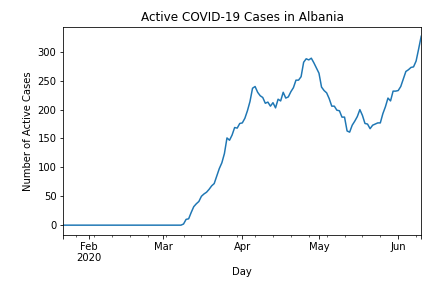 Active COVID-19 Cases in Albania
Number of Active Cases
300
250
200
150
100
50
0
Feb
2020
Mar
Apr
May
Jun
Day